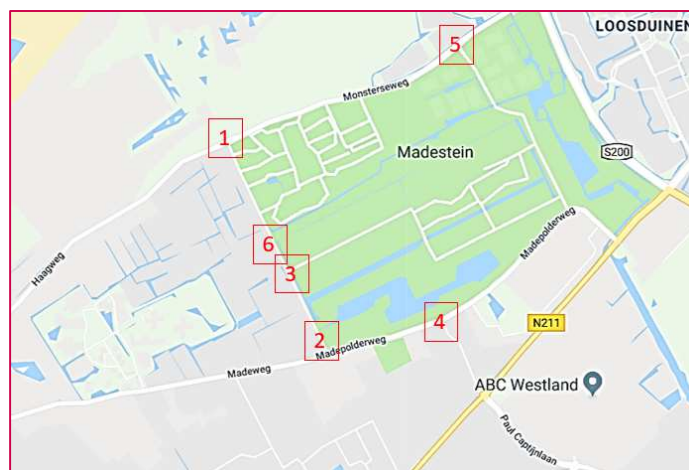 LOOSDUINEN
5
Monsterseweg
1
Madestein
S200
6
3
Haagweg
Madepolderweg
4
N211
2
Madepolderweg
Madeweg
ABC Westland
Paul Captijnlaan